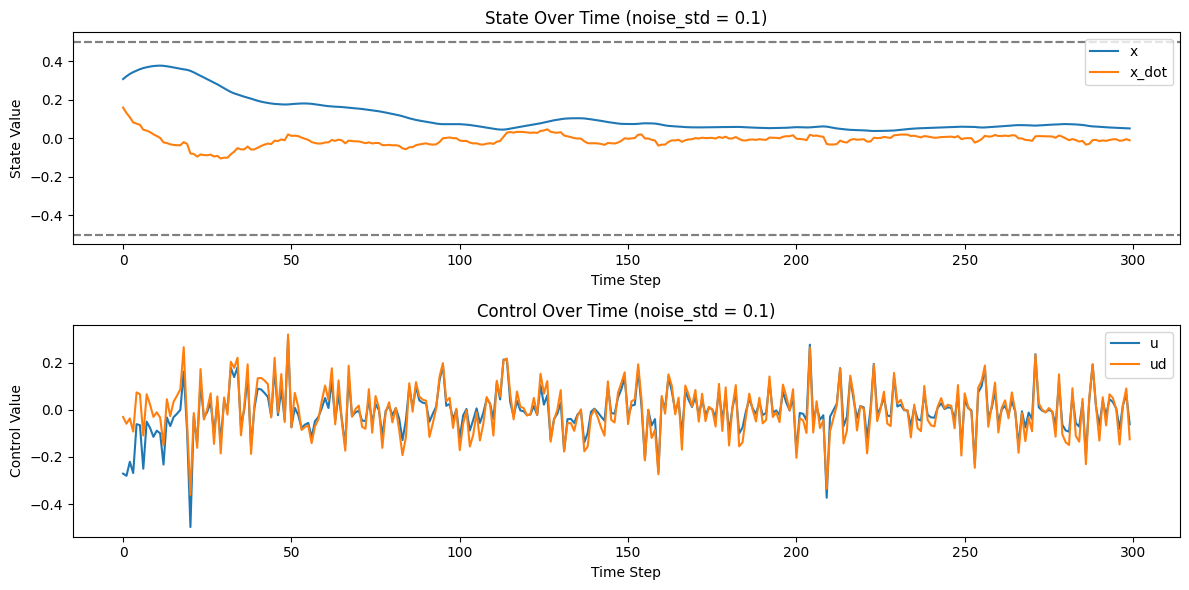 State Over Time (noise_std = 0.1)
State Value
0.4
0.2
0.0
−0.2
−0.4
x
x_dot
0 50 100 150 200 250 300
Time Step
Control Over Time (noise_std = 0.1)
Control Value
0.2
0.0
−0.2
−0.4
u
ud
0 50 100 150 200 250 300
Time Step